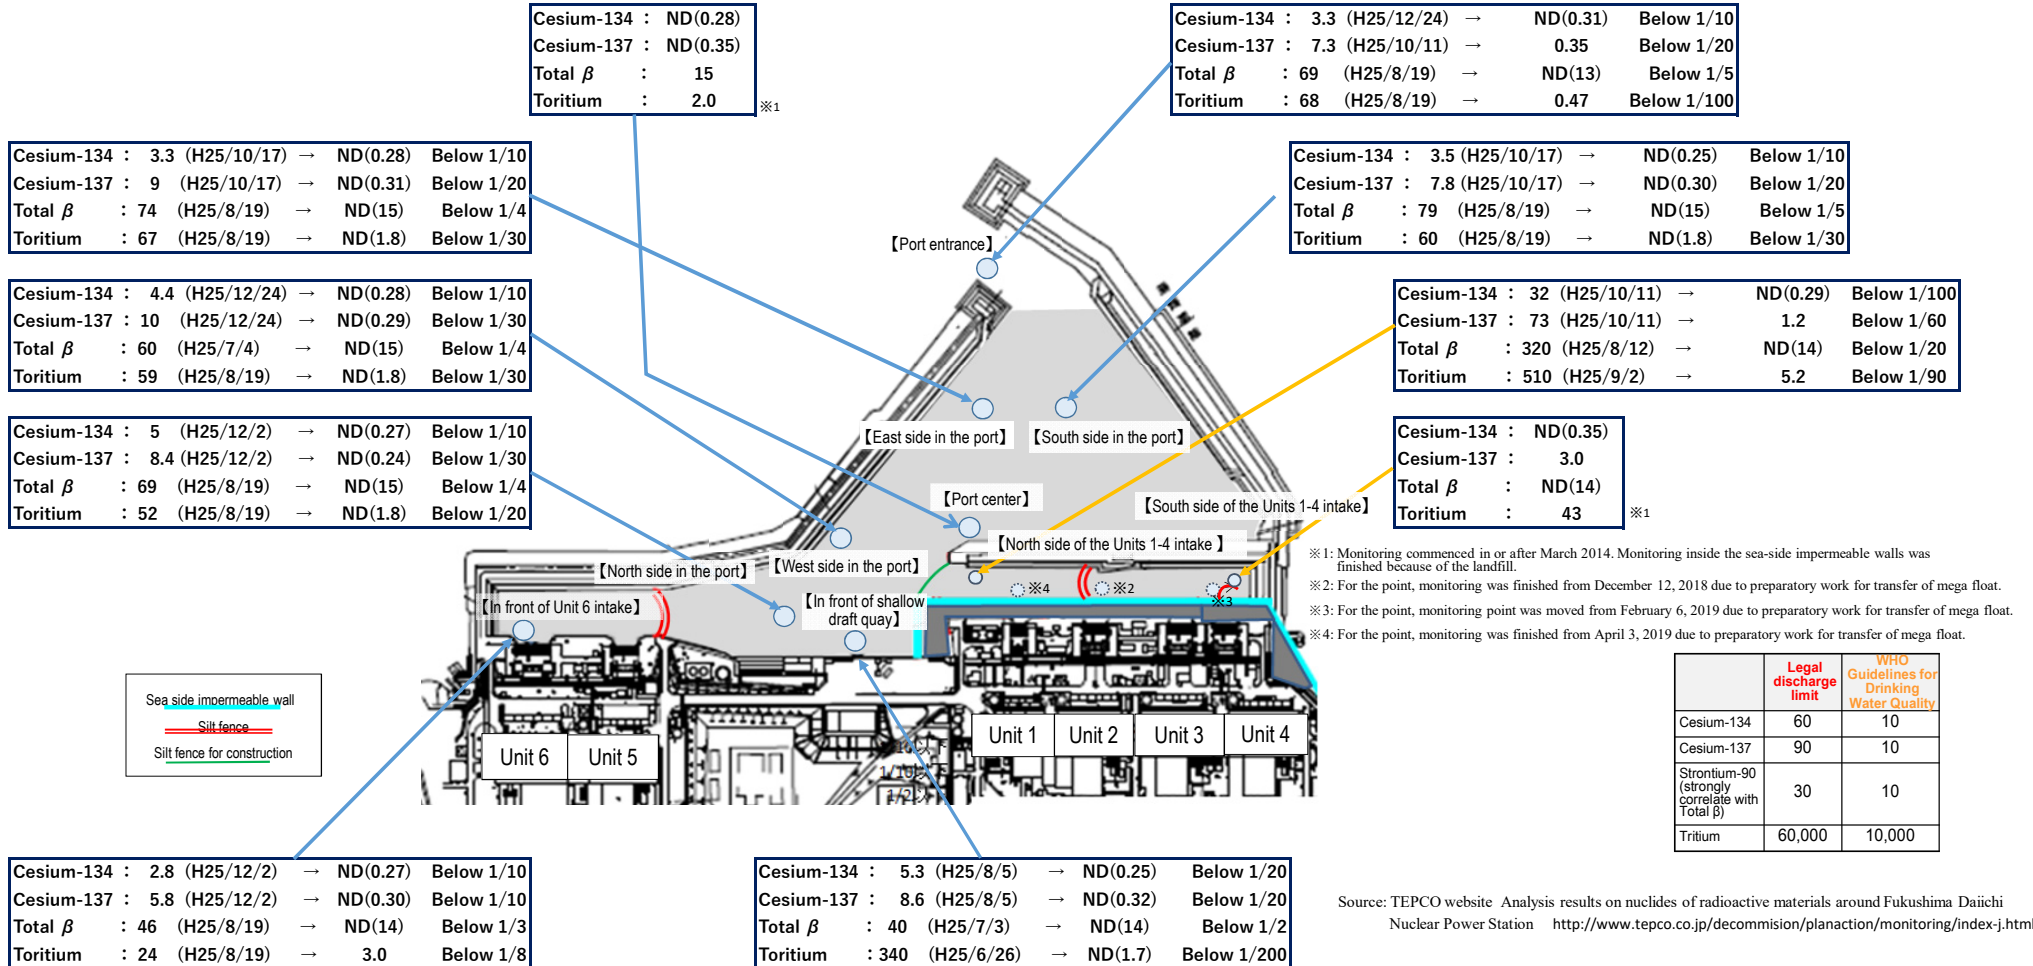 Cesium-134 : ND(0.28)
Cesium-137 : ND(0.35)
Total β : 15
Toritium : 2.0
※1
Cesium-134 : 3.3 (H25/12/24) → ND(0.31) Below 1/10
Cesium-137 : 7.3 (H25/10/11) → 0.35 Below 1/20
Total β : 69 (H25/8/19) → ND(13) Below 1/5
Toritium : 68 (H25/8/19) → 0.47 Below 1/100
Cesium-134 : 3.3 (H25/10/17) → ND(0.28) Below 1/10
Cesium-137 : 9 (H25/10/17) → ND(0.31) Below 1/20
Total β : 74 (H25/8/19) → ND(15) Below 1/4
Toritium : 67 (H25/8/19) → ND(1.8) Below 1/30
Cesium-134 : 3.5 (H25/10/17) → ND(0.25) Below 1/10
Cesium-137 : 7.8 (H25/10/17) → ND(0.30) Below 1/20
Total β : 79 (H25/8/19) → ND(15) Below 1/5
Toritium : 60 (H25/8/19) → ND(1.8) Below 1/30
Cesium-134 : 4.4 (H25/12/24) → ND(0.28) Below 1/10
Cesium-137 : 10 (H25/12/24) → ND(0.29) Below 1/30
Total β : 60 (H25/7/4) → ND(15) Below 1/4
Toritium : 59 (H25/8/19) → ND(1.8) Below 1/30
Cesium-134 : 32 (H25/10/11) → ND(0.29) Below 1/100
Cesium-137 : 73 (H25/10/11) → 1.2 Below 1/60
Total β : 320 (H25/8/12) → ND(14) Below 1/20
Toritium : 510 (H25/9/2) → 5.2 Below 1/90
Cesium-134 : 5 (H25/12/2) → ND(0.27) Below 1/10
Cesium-137 : 8.4 (H25/12/2) → ND(0.24) Below 1/30
Total β : 69 (H25/8/19) → ND(15) Below 1/4
Toritium : 52 (H25/8/19) → ND(1.8) Below 1/20
Cesium-134 : ND(0.35)
Cesium-137 : 3.0
Total β : ND(14)
Toritium : 43
※1
【Port entrance】
【East side in the port】
【South side in the port】
【Port center】
【South side of the Units 1-4 intake】
【North side of the Units 1-4 intake 】
【West side in the port】
【North side in the port】
【In front of Unit 6 intake】
【In front of shallow
draft quay】
※4
※2
※3
※1: Monitoring commenced in or after March 2014. Monitoring inside the sea-side impermeable walls was
finished because of the landfill.
※2: For the point, monitoring was finished from December 12, 2018 due to preparatory work for transfer of mega float.
※3: For the point, monitoring point was moved from February 6, 2019 due to preparatory work for transfer of mega float.
※4: For the point, monitoring was finished from April 3, 2019 due to preparatory work for transfer of mega float.
Legal
discharge
limit
WHO
Guidelines for
Drinking
Water Quality
Cesium-134 60 10
Cesium-137 90 10
Strontium-90
(strongly
correlate with
Total β)
30 10
Tritium 60,000 10,000
Sea side impermeable wall
Silt fence
Silt fence for construction
Unit 6
Unit 5
Unit 1
Unit 2
Unit 3
Unit 4
Cesium-134 : 2.8 (H25/12/2) → ND(0.27) Below 1/10
Cesium-137 : 5.8 (H25/12/2) → ND(0.30) Below 1/10
Total β : 46 (H25/8/19) → ND(14) Below 1/3
Toritium : 24 (H25/8/19) → 3.0 Below 1/8
Cesium-134 : 5.3 (H25/8/5) → ND(0.25) Below 1/20
Cesium-137 : 8.6 (H25/8/5) → ND(0.32) Below 1/20
Total β : 40 (H25/7/3) → ND(14) Below 1/2
Toritium : 340 (H25/6/26) → ND(1.7) Below 1/200
Source: TEPCO website Analysis results on nuclides of radioactive materials around Fukushima Daiichi
Nuclear Power Station http://www.tepco.co.jp/decommision/planaction/monitoring/index-j.html